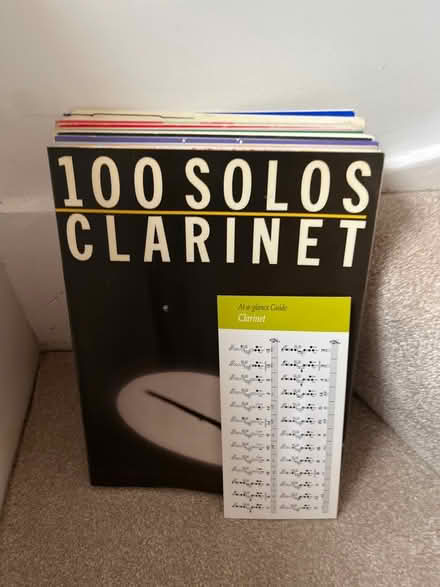 100 SOLOS
CLARINET
At-a-glance Guide
Clarinet